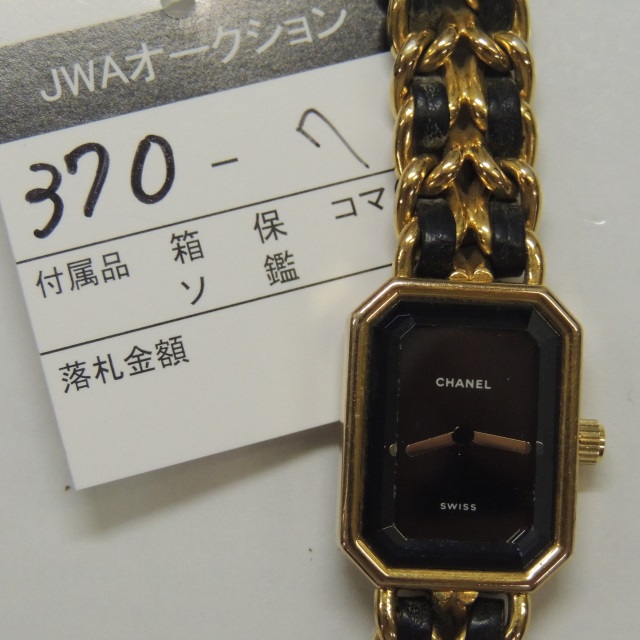 JWAオークション
370 - 7
付属品 箱 保 コマ
ソ 鑑
落札金額
CHANEL
SWISS